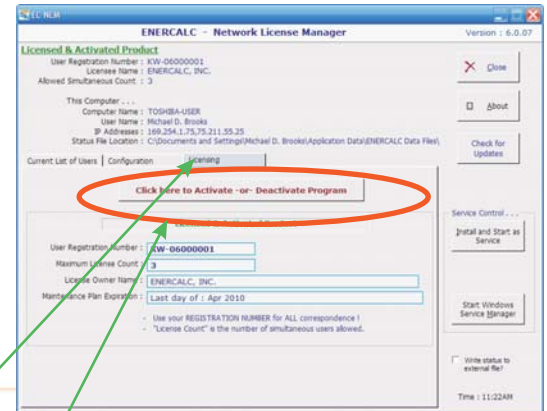 EC NLM
ENERCALC - Network License Manager
Version : 6.0.07
Licensed & Activated Product
User Registration Number : KW-06000001
Licensee Name : ENERCALC, INC.
Allowed Simultaneous Count : 3
This Computer . . .
Computer Name : TOSHIBA-USER
User Name : Michael D. Brooks
IP Addresses : 169.254.1.75,75.211.55.25
Status File Location : C:\Documents and Settings\Michael D. Brooks\Application Data\ENERCALC Data Files\
Close
About
Check for
Updates
Current List of Users
Configuration
Licensing
Click here to Activate -or- Deactivate Program
User Registration Number : KW-06000001
Maximum License Count : 3
License Owner Name : ENERCALC, INC.
Maintenance Plan Expiration : Last day of : Apr 2010
- Use your REGISTRATION NUMBER for ALL correspondence !
- "License Count" is the number of simultaneous users allowed.
Service Control . . .
Install and Start as
Service
Start Windows
Service Manager
Write status to
external file?
Time : 11:22AM